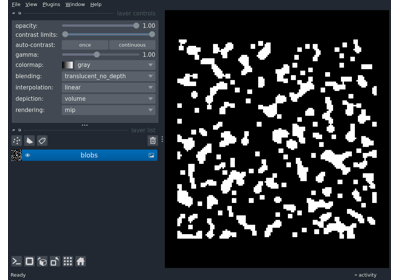 File View Plugins Window Help
layer controls
opacity: 1.00
contrast limits:
auto-contrast: once continuous
gamma: 1.00
colormap: gray
blending: translucent_no_depth
interpolation: linear
depiction: volume
rendering: mip
layer list
blobs
Ready activity